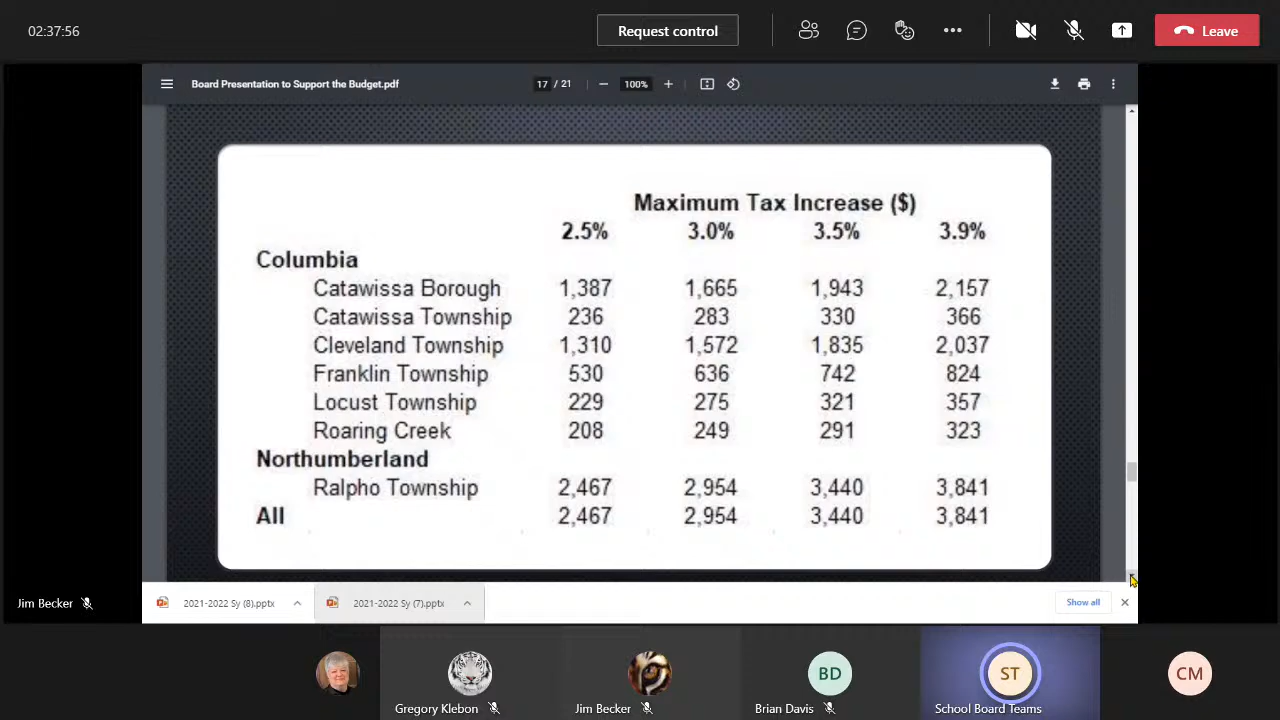 02:37:56
Request control
Leave
Board Presentation to Support the Budget.pdf
17 / 21
100%
Maximum Tax Increase ($)
2.5% 3.0% 3.5% 3.9%
Columbia
Catawissa Borough 1,387 1,665 1,943 2,157
Catawissa Township 236 283 330 366
Cleveland Township 1,310 1,572 1,835 2,037
Franklin Township 530 636 742 824
Locust Township 229 275 321 357
Roaring Creek 208 249 291 323
Northumberland
Ralpho Township 2,467 2,954 3,440 3,841
All 2,467 2,954 3,440 3,841
Jim Becker
2021-2022 Sy (8).pptx
2021-2022 Sy (7).pptx
Show all
BD
ST
CM
Gregory Klebon
Jim Becker
Brian Davis
School Board Teams